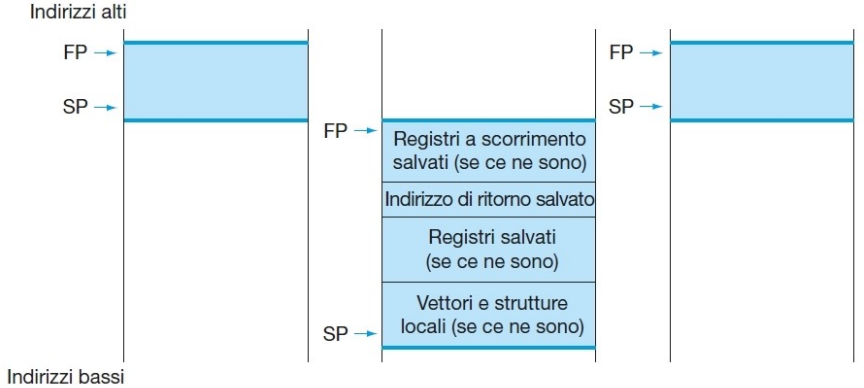 Indirizzi alti
FP
SP
FP
Registri a scorrimento
salvati (se ce ne sono)
Indirizzo di ritorno salvato
Registri salvati
(se ce ne sono)
Vettori e strutture
locali (se ce ne sono)
SP
FP
SP
Indirizzi bassi